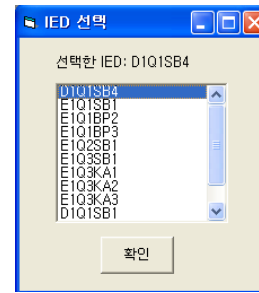 IED 선택
선택한 IED: D1Q1SB4
D1Q1SB4
E1Q1SB1
E1Q1BP2
E1Q1BP3
E1Q2SB1
E1Q3SB1
E1Q3KA1
E1Q3KA2
E1Q3KA3
D1Q1SB1
확인